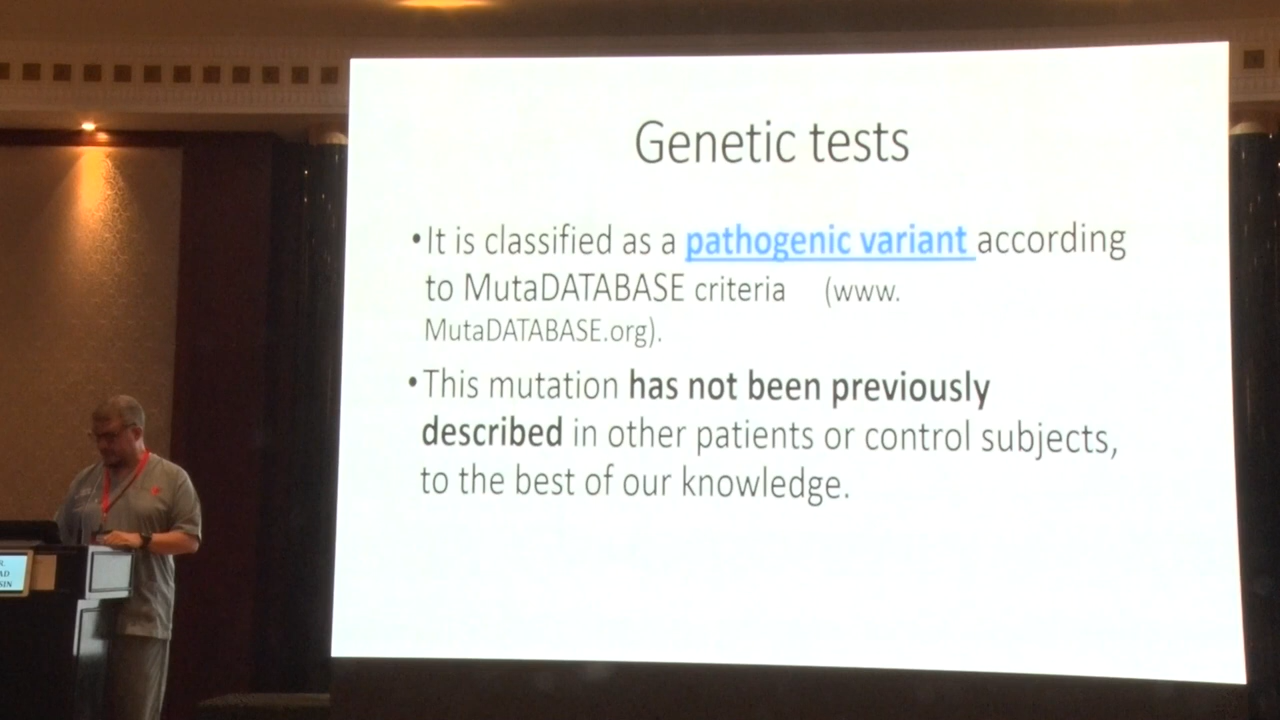 Genetic tests
•It is classified as a pathogenic variant according
to MutaDATABASE criteria (www.
MutaDATABASE.org).
•This mutation has not been previously
described in other patients or control subjects,
to the best of our knowledge.